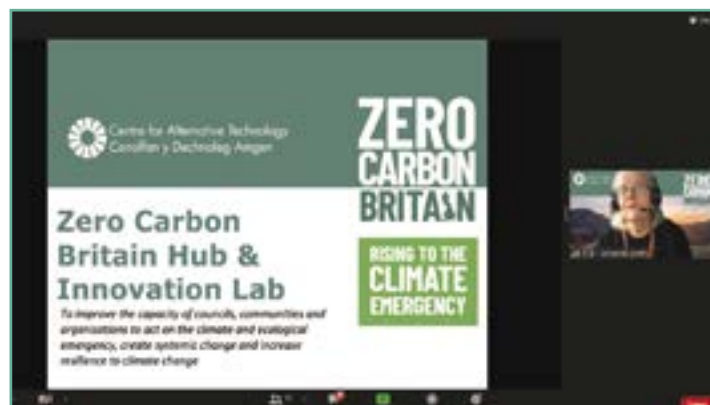 Centre for Alternative Technology
Canolfan y Dechnoleg Amgen
ZERO
CARBON
BRITAIN
Zero Carbon
Britain Hub &
Innovation Lab
RISING TO THE
CLIMATE
EMERGENCY
To improve the capacity of councils, communities and
organisations to act on the climate and ecological
emergency, create systemic change and increase
resilience to climate change
ZERO
CARBON